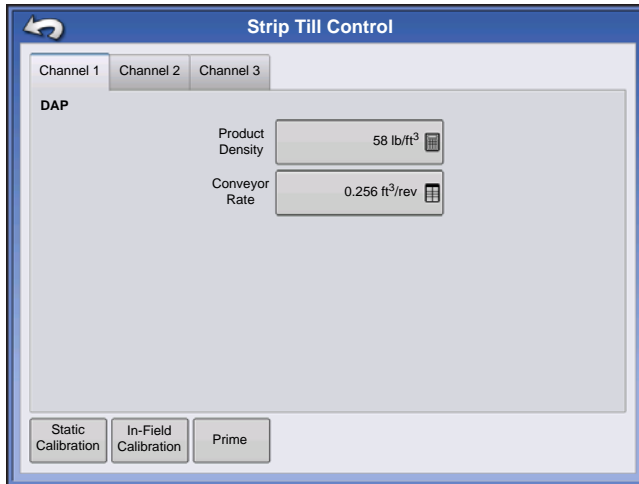 Strip Till Control
Channel 1
Channel 2
Channel 3
DAP
Product
Density
58 lb/ft³
Conveyor
Rate
0.256 ft³/rev
Static
Calibration
In-Field
Calibration
Prime